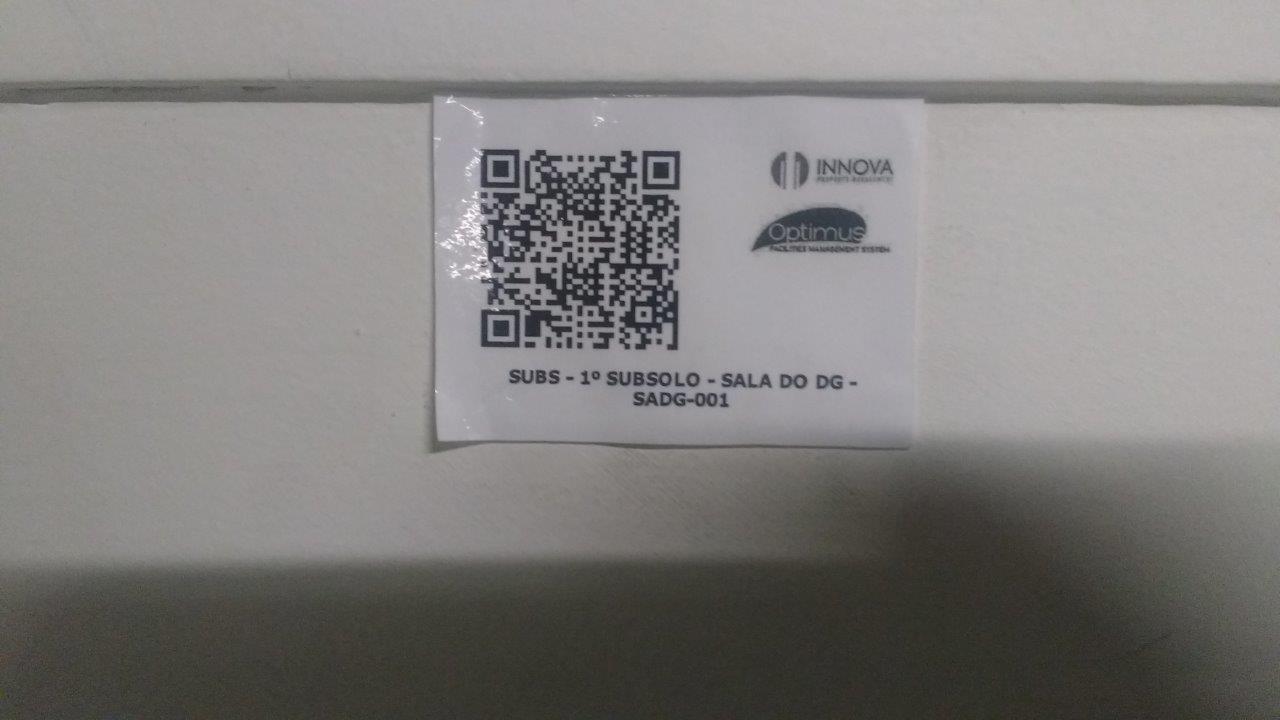 INNOVA
Optimus
FACILITIES MANAGEMENT SYSTEM
SUBS - 1º SUBSOLO - SALA DO DG -
SADG-001